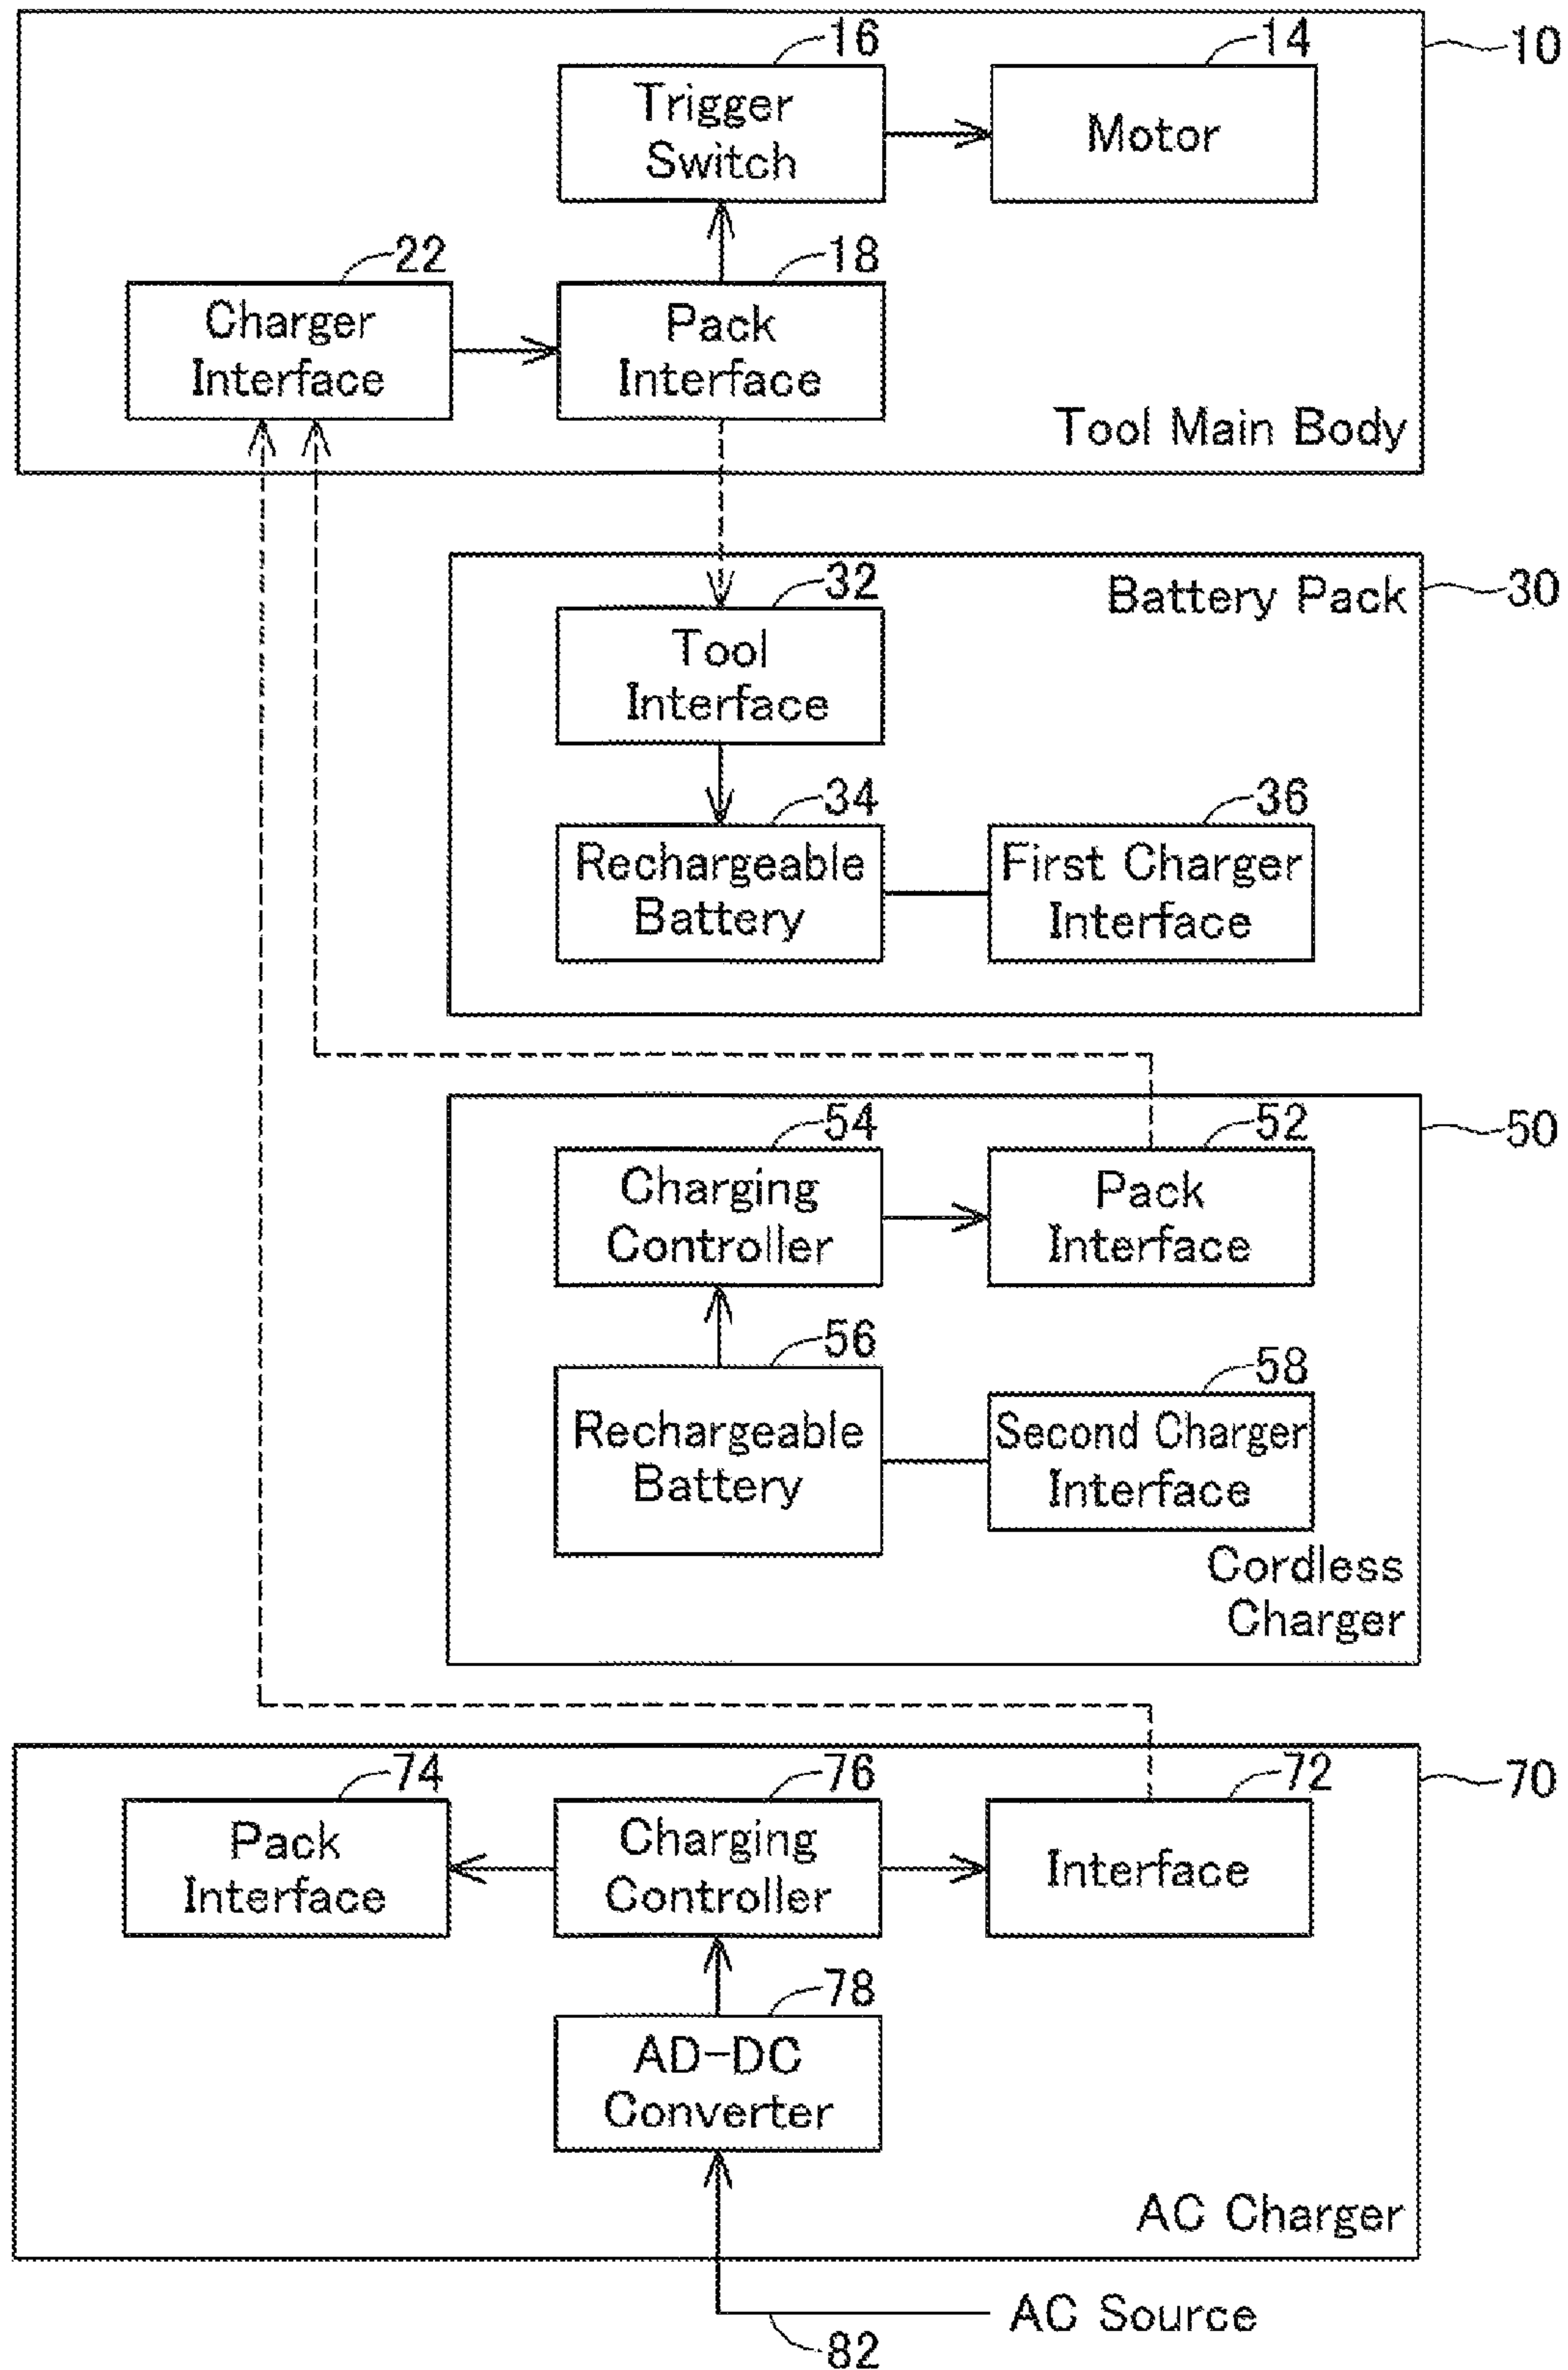 10
16
14
Trigger
Switch
Motor
22
18
Charger
Interface
Pack
Interface
Tool Main Body
30
Battery Pack
32
Tool
Interface
34
36
Rechargeable
Battery
First Charger
Interface
50
54
52
Charging
Controller
Pack
Interface
56
58
Rechargeable
Battery
Second Charger
Interface
Cordless
Charger
70
74
76
72
Pack
Interface
Charging
Controller
Interface
78
AD-DC
Converter
AC Charger
AC Source
82